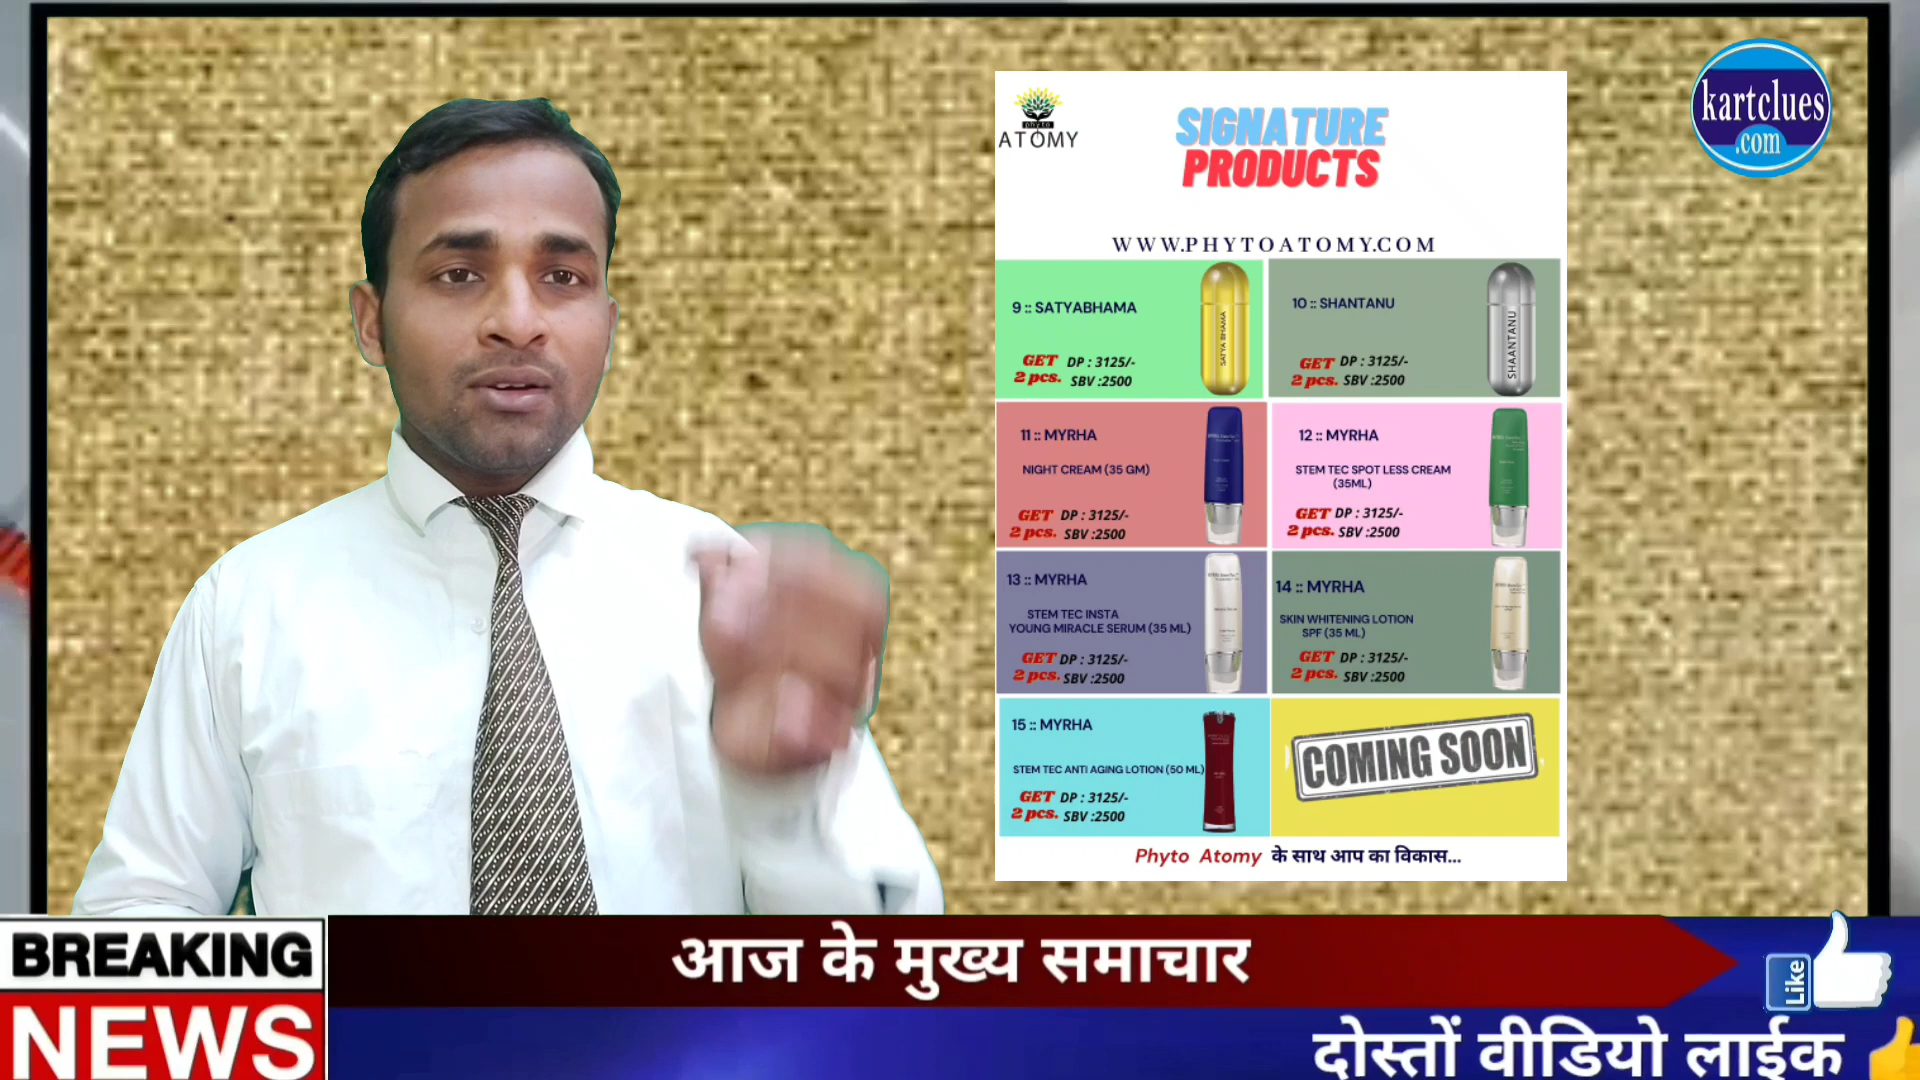 kartclues
.com
phyto
ATOMY
SIGNATURE
PRODUCTS
WWW.PHYTOATOMY.COM
9 :: SATYABHAMA
GET DP : 3125/-
2 pcs. SBV :2500
SATYA BHAMA
10 :: SHANTANU
GET DP : 3125/-
2 pcs. SBV :2500
SHAANTANU
11 :: MYRHA
NIGHT CREAM (35 GM)
GET DP : 3125/-
2 pcs. SBV :2500
12 :: MYRHA
STEM TEC SPOT LESS CREAM
(35ML)
GET DP : 3125/-
2 pcs. SBV :2500
13 :: MYRHA
STEM TEC INSTA
YOUNG MIRACLE SERUM (35 ML)
GET DP : 3125/-
2 pcs. SBV :2500
14 :: MYRHA
SKIN WHITENING LOTION
SPF (35 ML)
GET DP : 3125/-
2 pcs. SBV :2500
15 :: MYRHA
STEM TEC ANTI AGING LOTION (50 ML)
GET DP : 3125/-
2 pcs. SBV :2500
COMING SOON
Phyto Atomy के साथ आप का विकास...
BREAKING
NEWS
आज के मुख्य समाचार
Like
दोस्तों वीडियो लाईक